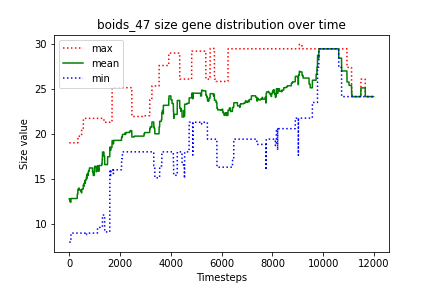 boids_47 size gene distribution over time
max
mean
min
Size value
30
25
20
15
10
0
2000
4000
6000
8000
10000
12000
Timesteps